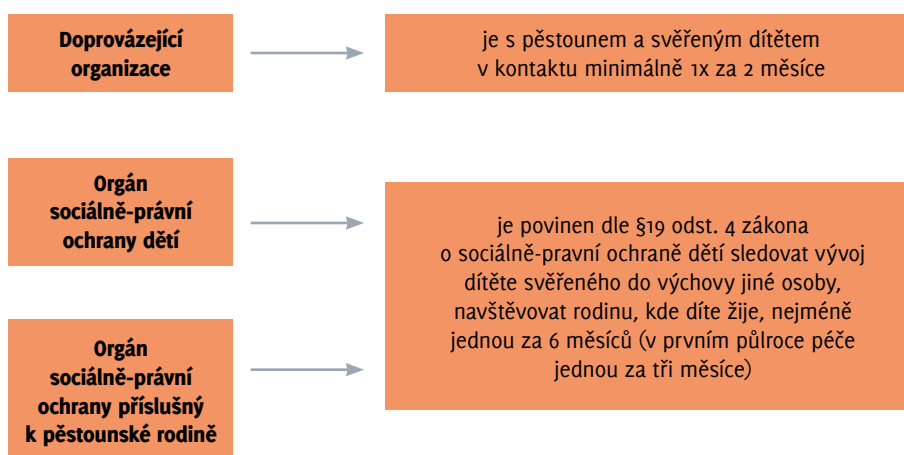 Doprovázející
organizace
je s pěstounem a svěřeným dítětem
v kontaktu minimálně 1x za 2 měsíce
Orgán
sociálně-právní
ochrany dětí
je povinen dle §19 odst. 4 zákona
o sociálně-pravní ochraně dětí sledovat vývoj
dítěte svěřeného do výchovy jiné osoby,
navštěvovat rodinu, kde díte žije, nejméně
jednou za 6 měsíců (v prvním půlroce péče
jednou za tři měsíce)
Orgán
sociálně-právní
ochrany příslušný
k pěstounské rodině